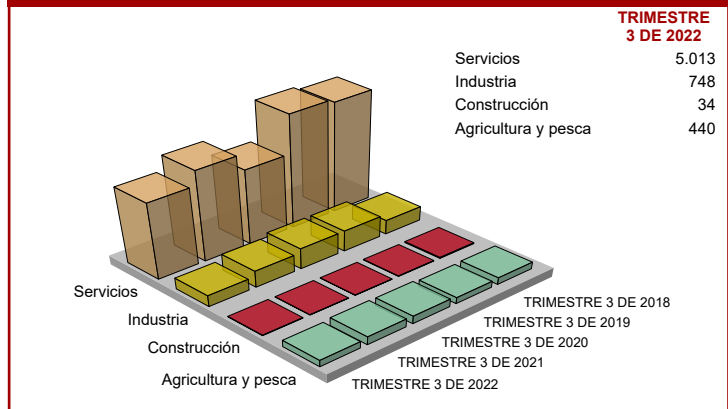 TRIMESTRE
3 DE 2022
Servicios 5.013
Industria 748
Construcción 34
Agricultura y pesca 440
Servicios
Industria
Construcción
Agricultura y pesca
TRIMESTRE 3 DE 2018
TRIMESTRE 3 DE 2019
TRIMESTRE 3 DE 2020
TRIMESTRE 3 DE 2021
TRIMESTRE 3 DE 2022